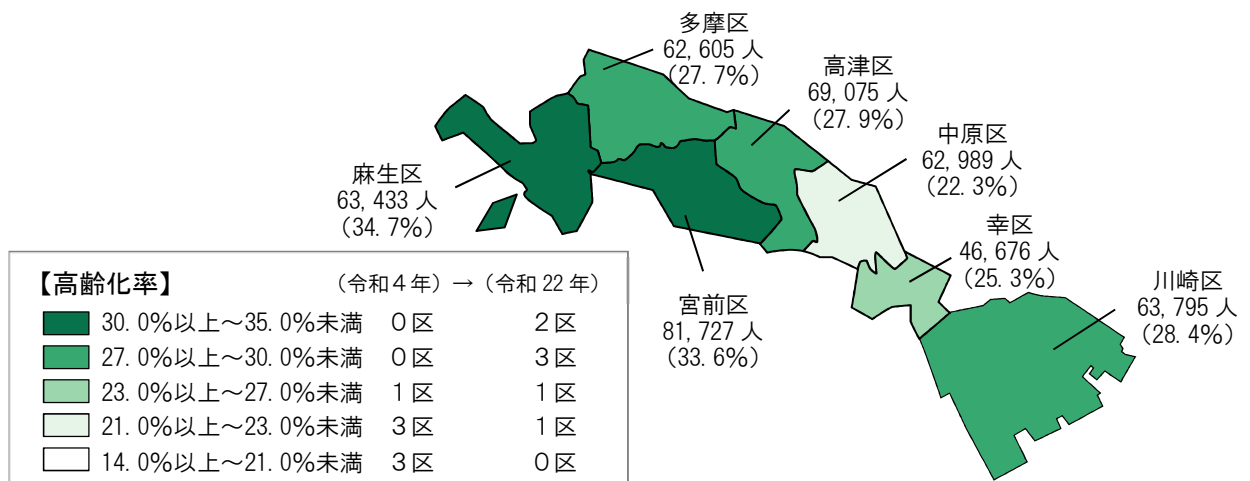 多摩区
62,605 人
(27.7%)
高津区
69,075 人
(27.9%)
中原区
62,989 人
(22.3%)
麻生区
63,433 人
(34.7%)
幸区
46,676 人
(25.3%)
川崎区
63,795 人
(28.4%)
宮前区
81,727 人
(33.6%)
【高齢化率】 (令和4年) → (令和22年)
30.0%以上～35.0%未満 0区 2区
27.0%以上～30.0%未満 0区 3区
23.0%以上～27.0%未満 1区 1区
21.0%以上～23.0%未満 3区 1区
14.0%以上～21.0%未満 3区 0区